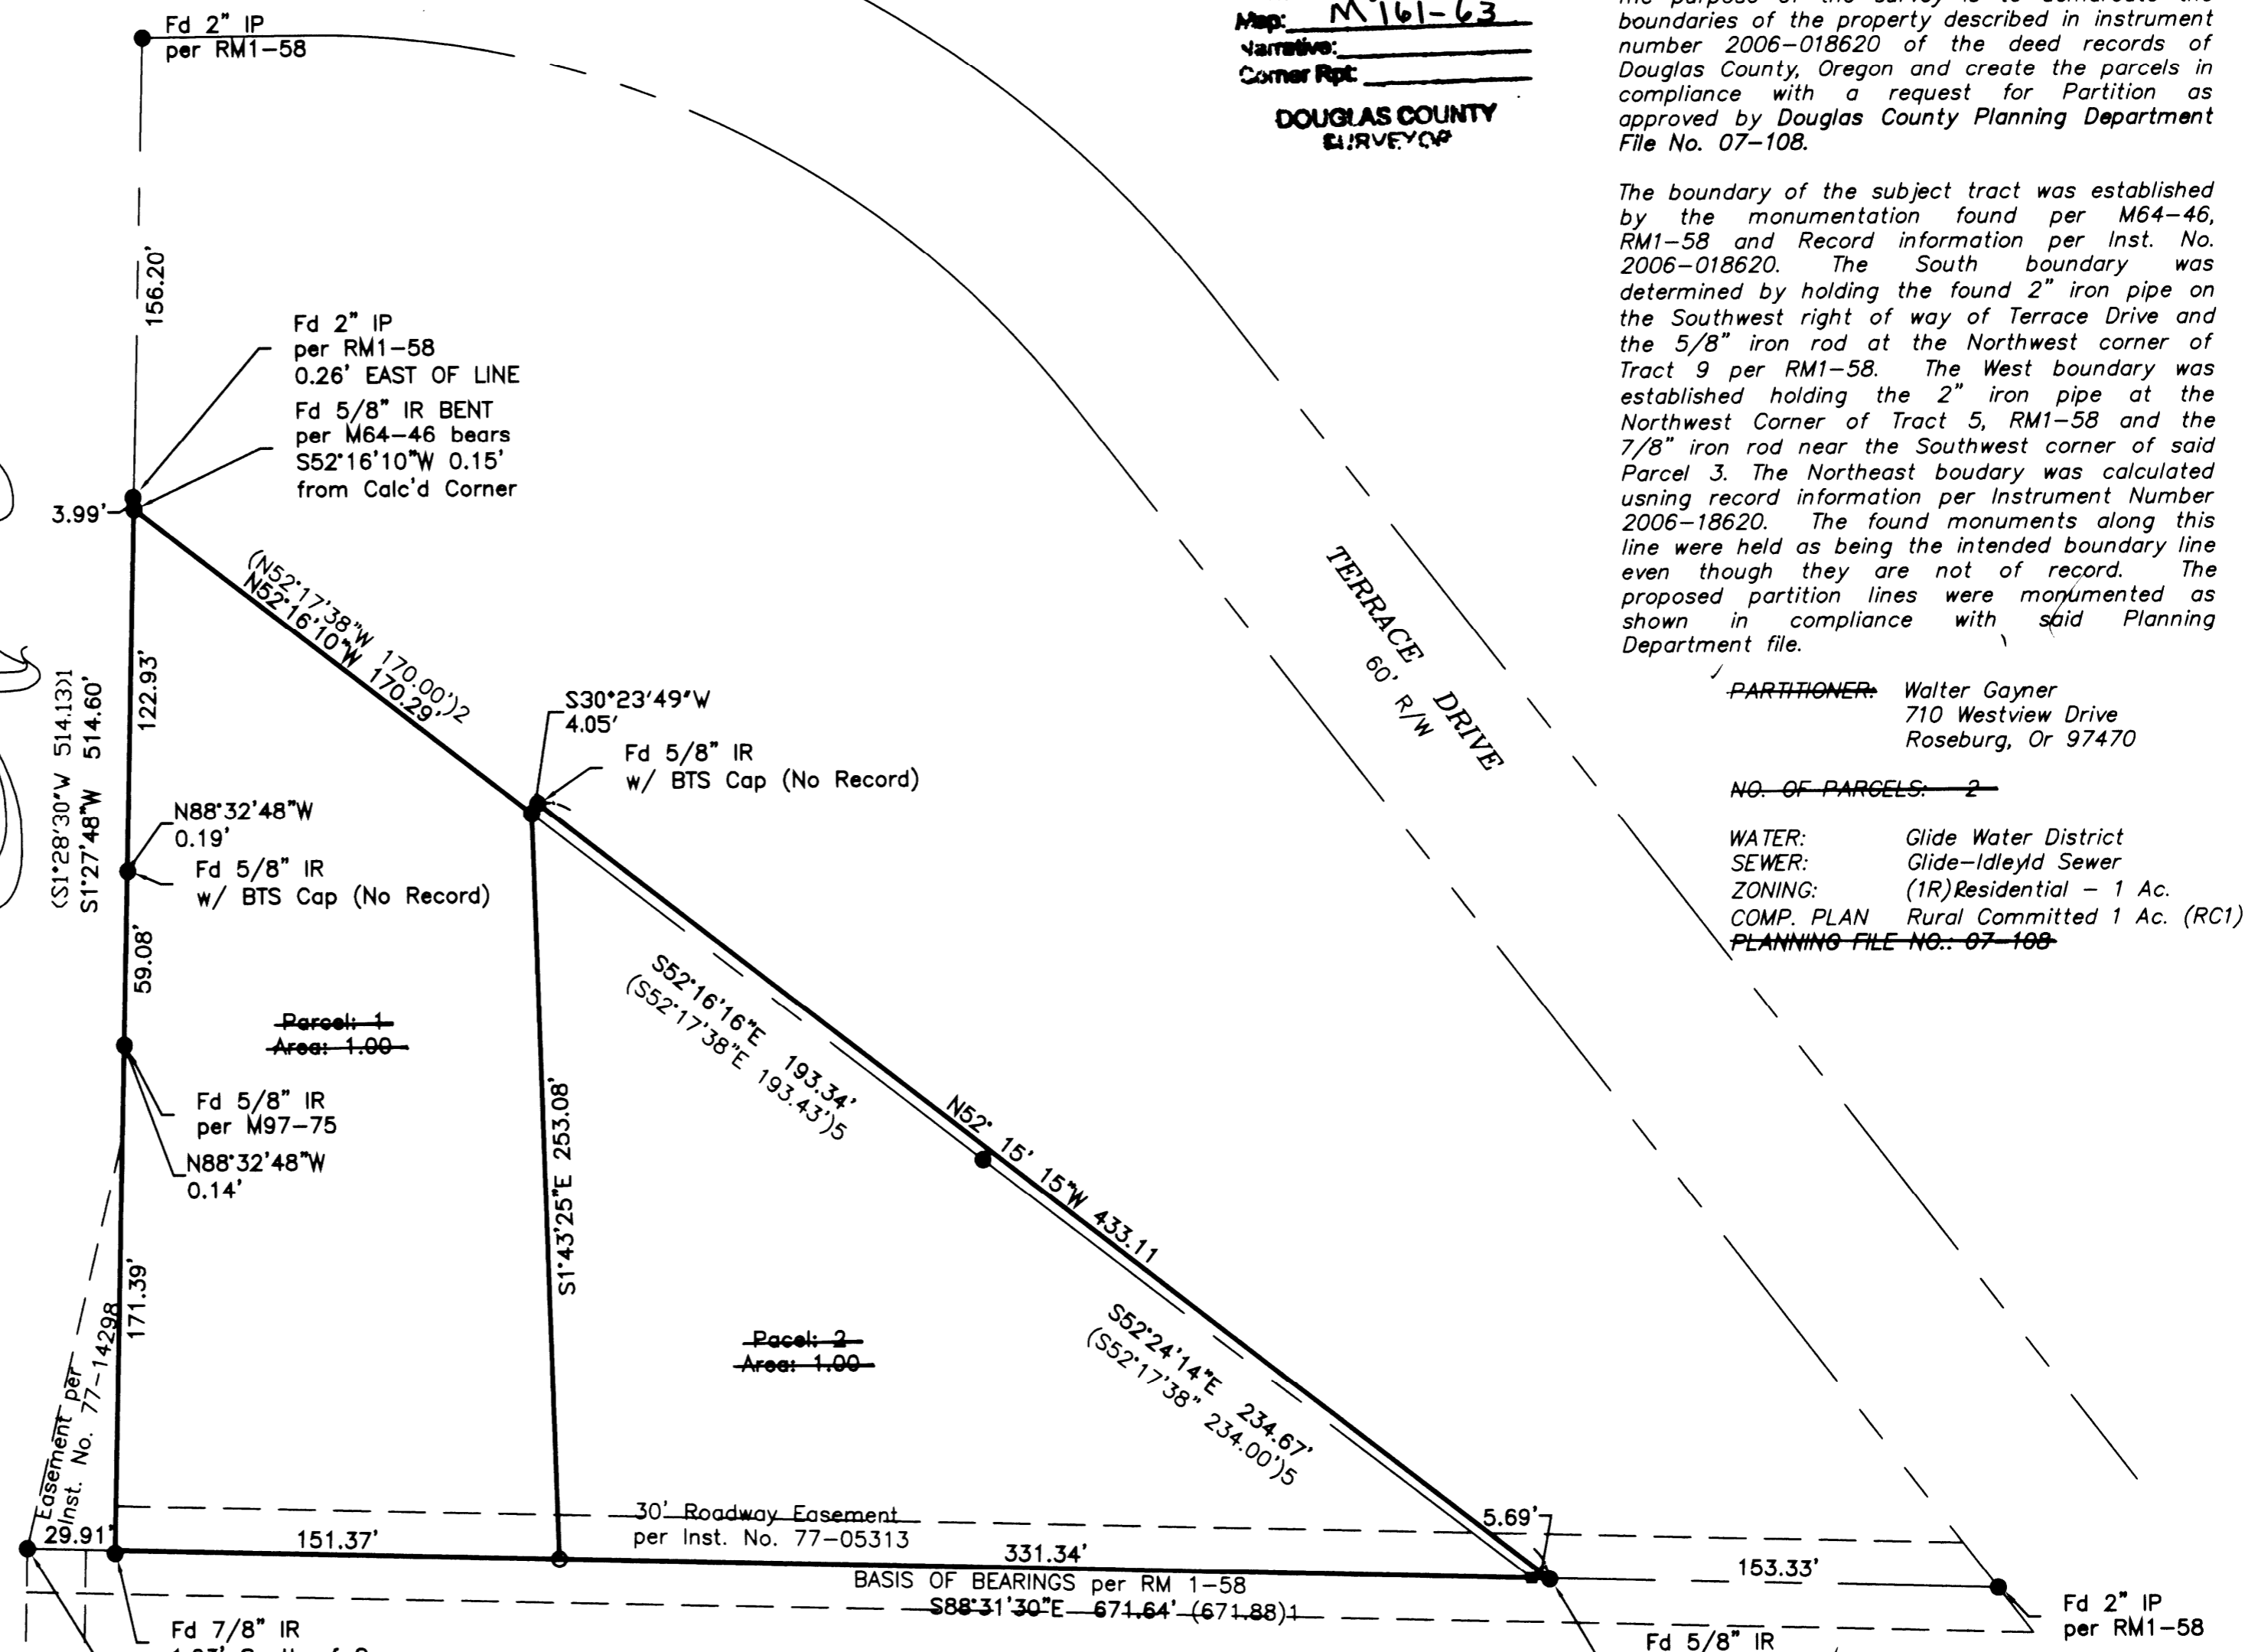 Fd 2" IP
per RM1-58
Map: M 161-63
Narrative:
Corner Rpt:
DOUGLAS COUNTY
SURVEYOR
boundaries of the property described in instrument
number 2006-018620 of the deed records of
Douglas County, Oregon and create the parcels in
compliance with a request for Partition as
approved by Douglas County Planning Department
File No. 07-108.
The boundary of the subject tract was established
by the monumentation found per M64-46,
RM1-58 and Record information per Inst. No.
2006-018620. The South boundary was
determined by holding the found 2" iron pipe on
the Southwest right of way of Terrace Drive and
the 5/8" iron rod at the Northwest corner of
Tract 9 per RM1-58. The West boundary was
established holding the 2" iron pipe at the
Northwest Corner of Tract 5, RM1-58 and the
7/8" iron rod near the Southwest corner of said
Parcel 3. The Northeast boudary was calculated
usning record information per Instrument Number
2006-18620. The found monuments along this
line were held as being the intended boundary line
even though they are not of record. The
proposed partition lines were monumented as
shown in compliance with said Planning
Department file.
PARTITIONER: Walter Gayner
710 Westview Drive
Roseburg, Or 97470
NO. OF PARCELS: 2
WATER: Glide Water District
SEWER: Glide-Idleyld Sewer
ZONING: (1R)Residential - 1 Ac.
COMP. PLAN Rural Committed 1 Ac. (RC1)
PLANNING FILE NO.: 07-108
156.20'
Fd 2" IP
per RM1-58
0.26' EAST OF LINE
Fd 5/8" IR BENT
per M64-46 bears
S52°16'10"W 0.15'
from Calc'd Corner
3.99'
(N52°17'38"W 170.00')2
N52°16'10"W 170.29'
122.93'
(S1°28'30"W 514.13)1
S1°27'48"W 514.60'
S30°23'49"W
4.05'
Fd 5/8" IR
w/ BTS Cap (No Record)
TERRACE DRIVE
60' R/W
N88°32'48"W
0.19'
Fd 5/8" IR
w/ BTS Cap (No Record)
59.08'
Parcel: 1
Area: 1.00
Fd 5/8" IR
per M97-75
N88°32'48"W
0.14'
S52°16'16"E 193.34'
(S52°17'38"E 193.43')5
N52° 15' 15"W 433.11
S1°43'25"E 253.08'
171.39'
Easement per
Inst. No. 77-14298
Pacel: 2
Area: 1.00
S52°24'14"E 234.67'
(S52°17'38" 234.00')5
30' Roadway Easement
per Inst. No. 77-05313
29.91'
151.37'
331.34'
5.69'
153.33'
BASIS OF BEARINGS per RM 1-58
S88°31'30"E 671.64' (671.88)1
Fd 2" IP
per RM1-58
Fd 7/8" IR
Fd 5/8" IR